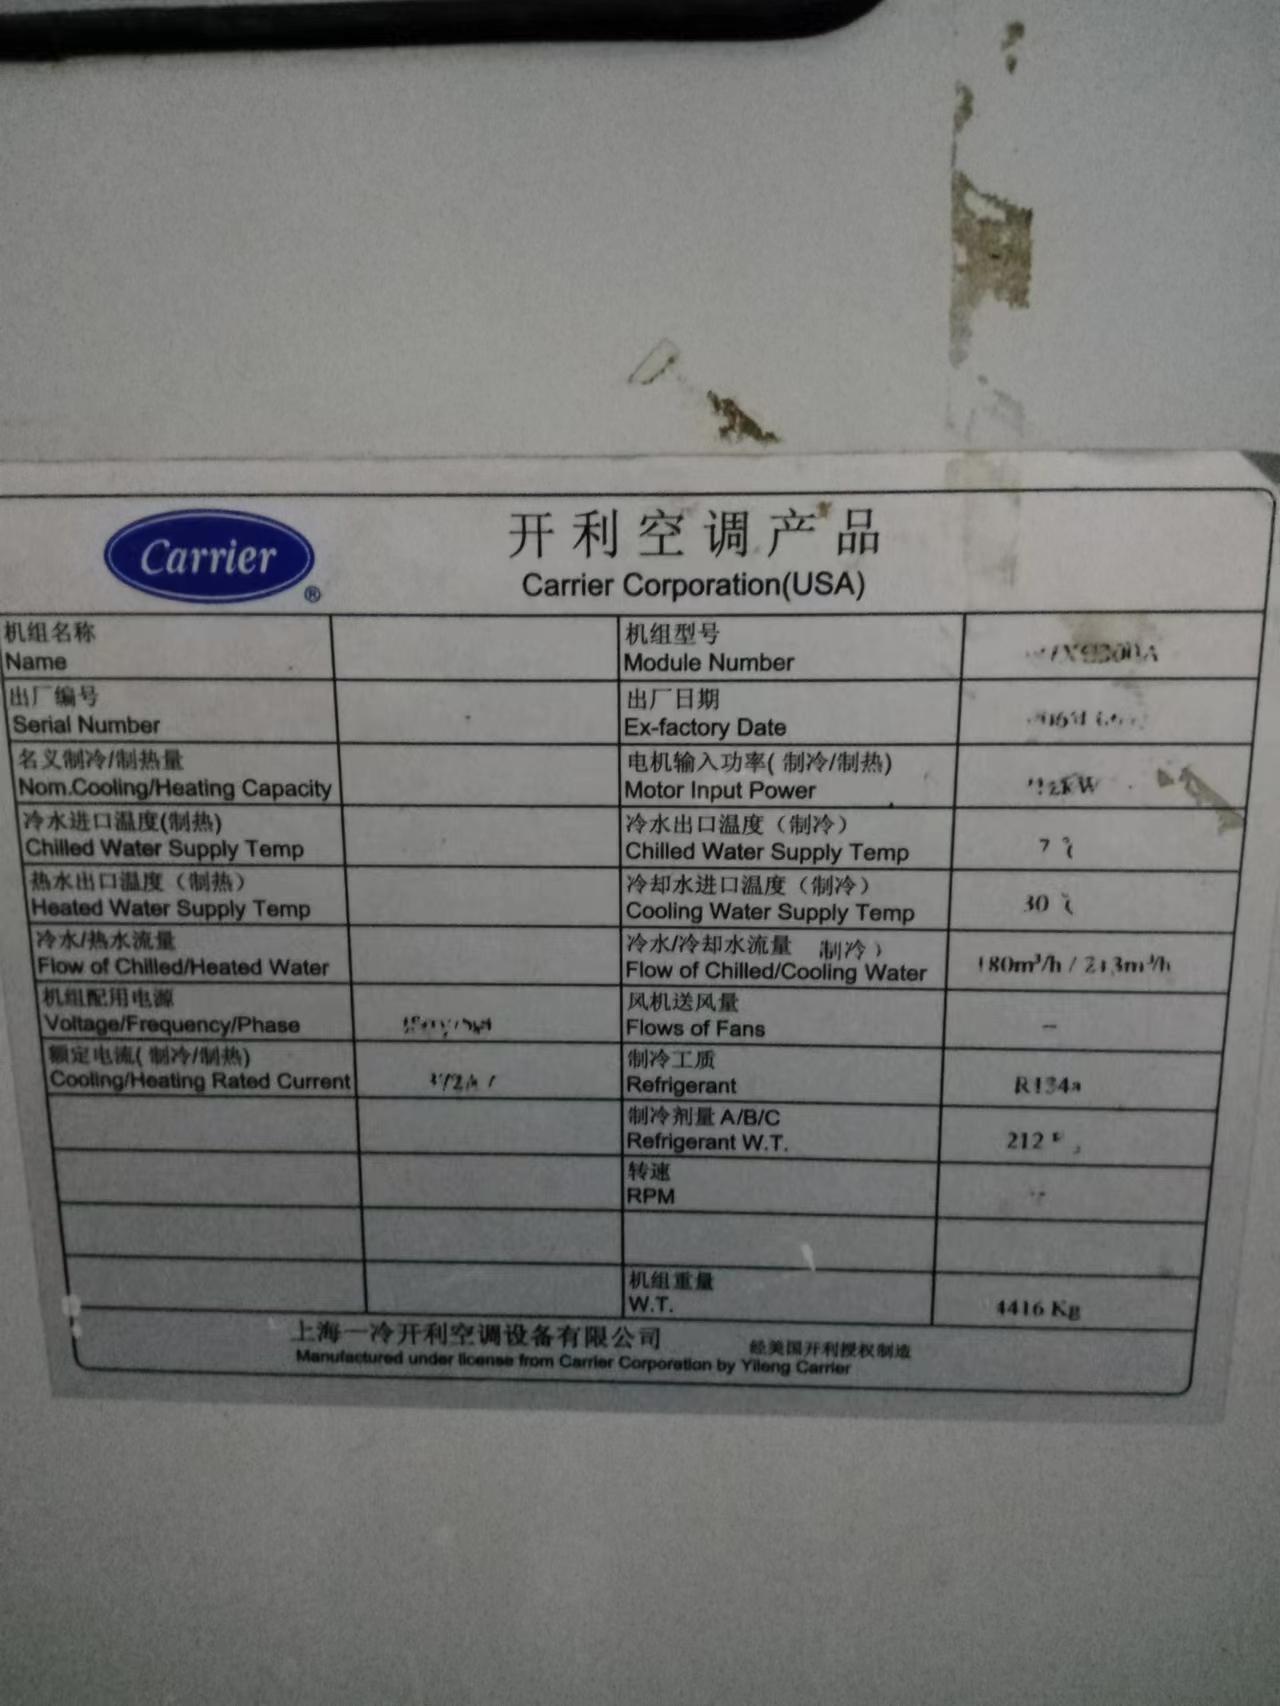 Carrier
®
开利空调产品
Carrier Corporation(USA)
机组名称
Name
机组型号
Module Number
出厂编号
Serial Number
出厂日期
Ex-factory Date
名义制冷/制热量
Nom.Cooling/Heating Capacity
电机输入功率( 制冷/制热)
Motor Input Power
冷水进口温度(制热)
Chilled Water Supply Temp
冷水出口温度（制冷）
Chilled Water Supply Temp
7 ℃
热水出口温度（制热）
Heated Water Supply Temp
冷却水进口温度（制冷）
Cooling Water Supply Temp
30 ℃
冷水/热水流量
Flow of Chilled/Heated Water
冷水/冷却水流量 制冷）
Flow of Chilled/Cooling Water
180m³/h /
机组配用电源
Voltage/Frequency/Phase
风机送风量
Flows of Fans
–
额定电流( 制冷/制热)
Cooling/Heating Rated Current
制冷工质
Refrigerant
R134a
制冷剂量 A/B/C
Refrigerant W.T.
212
转速
RPM
机组重量
W.T.
4416 Kg
上海一冷开利空调设备有限公司 经美国开利授权制造
Manufactured under license from Carrier Corporation by Yileng Carrier